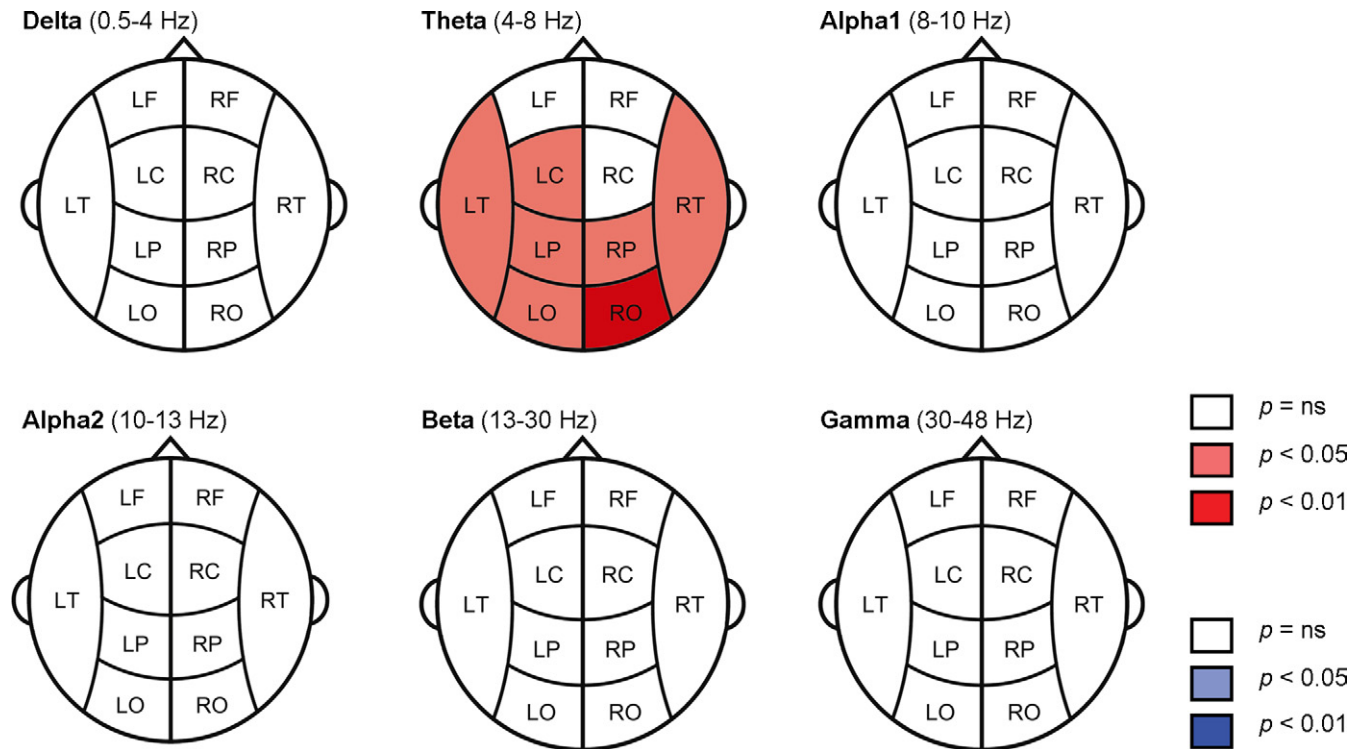 Delta (0.5-4 Hz)
Theta (4-8 Hz)
Alpha1 (8-10 Hz)
LF RF
LC RC
LT RT
LP RP
LO RO
LF RF
LC RC
LT RT
LP RP
LO RO
LF RF
LC RC
LT RT
LP RP
LO RO
Alpha2 (10-13 Hz)
Beta (13-30 Hz)
Gamma (30-48 Hz)
LF RF
LC RC
LT RT
LP RP
LO RO
LF RF
LC RC
LT RT
LP RP
LO RO
LF RF
LC RC
LT RT
LP RP
LO RO
p = ns
p < 0.05
p < 0.01
p = ns
p < 0.05
p < 0.01